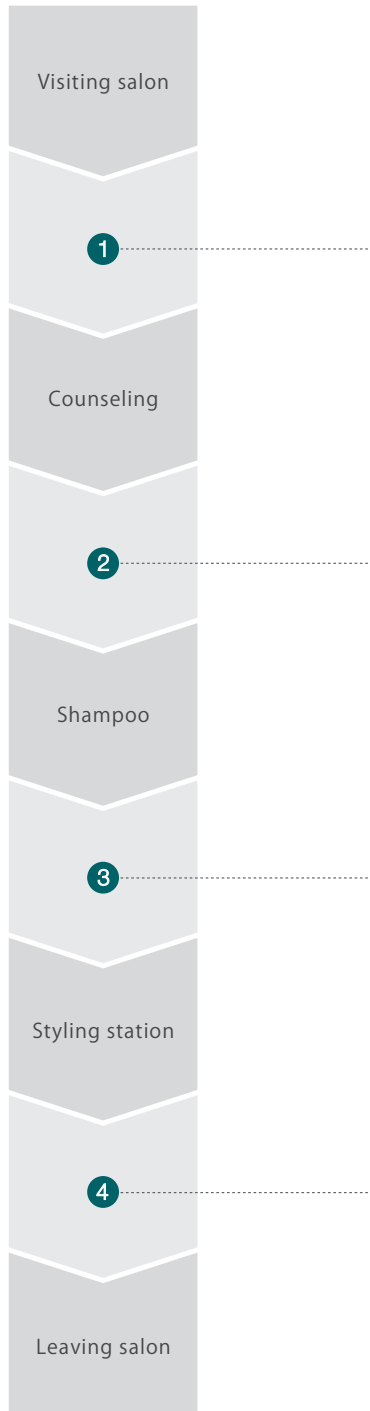 Visiting salon
1
Counseling
2
Shampoo
3
Styling station
4
Leaving salon